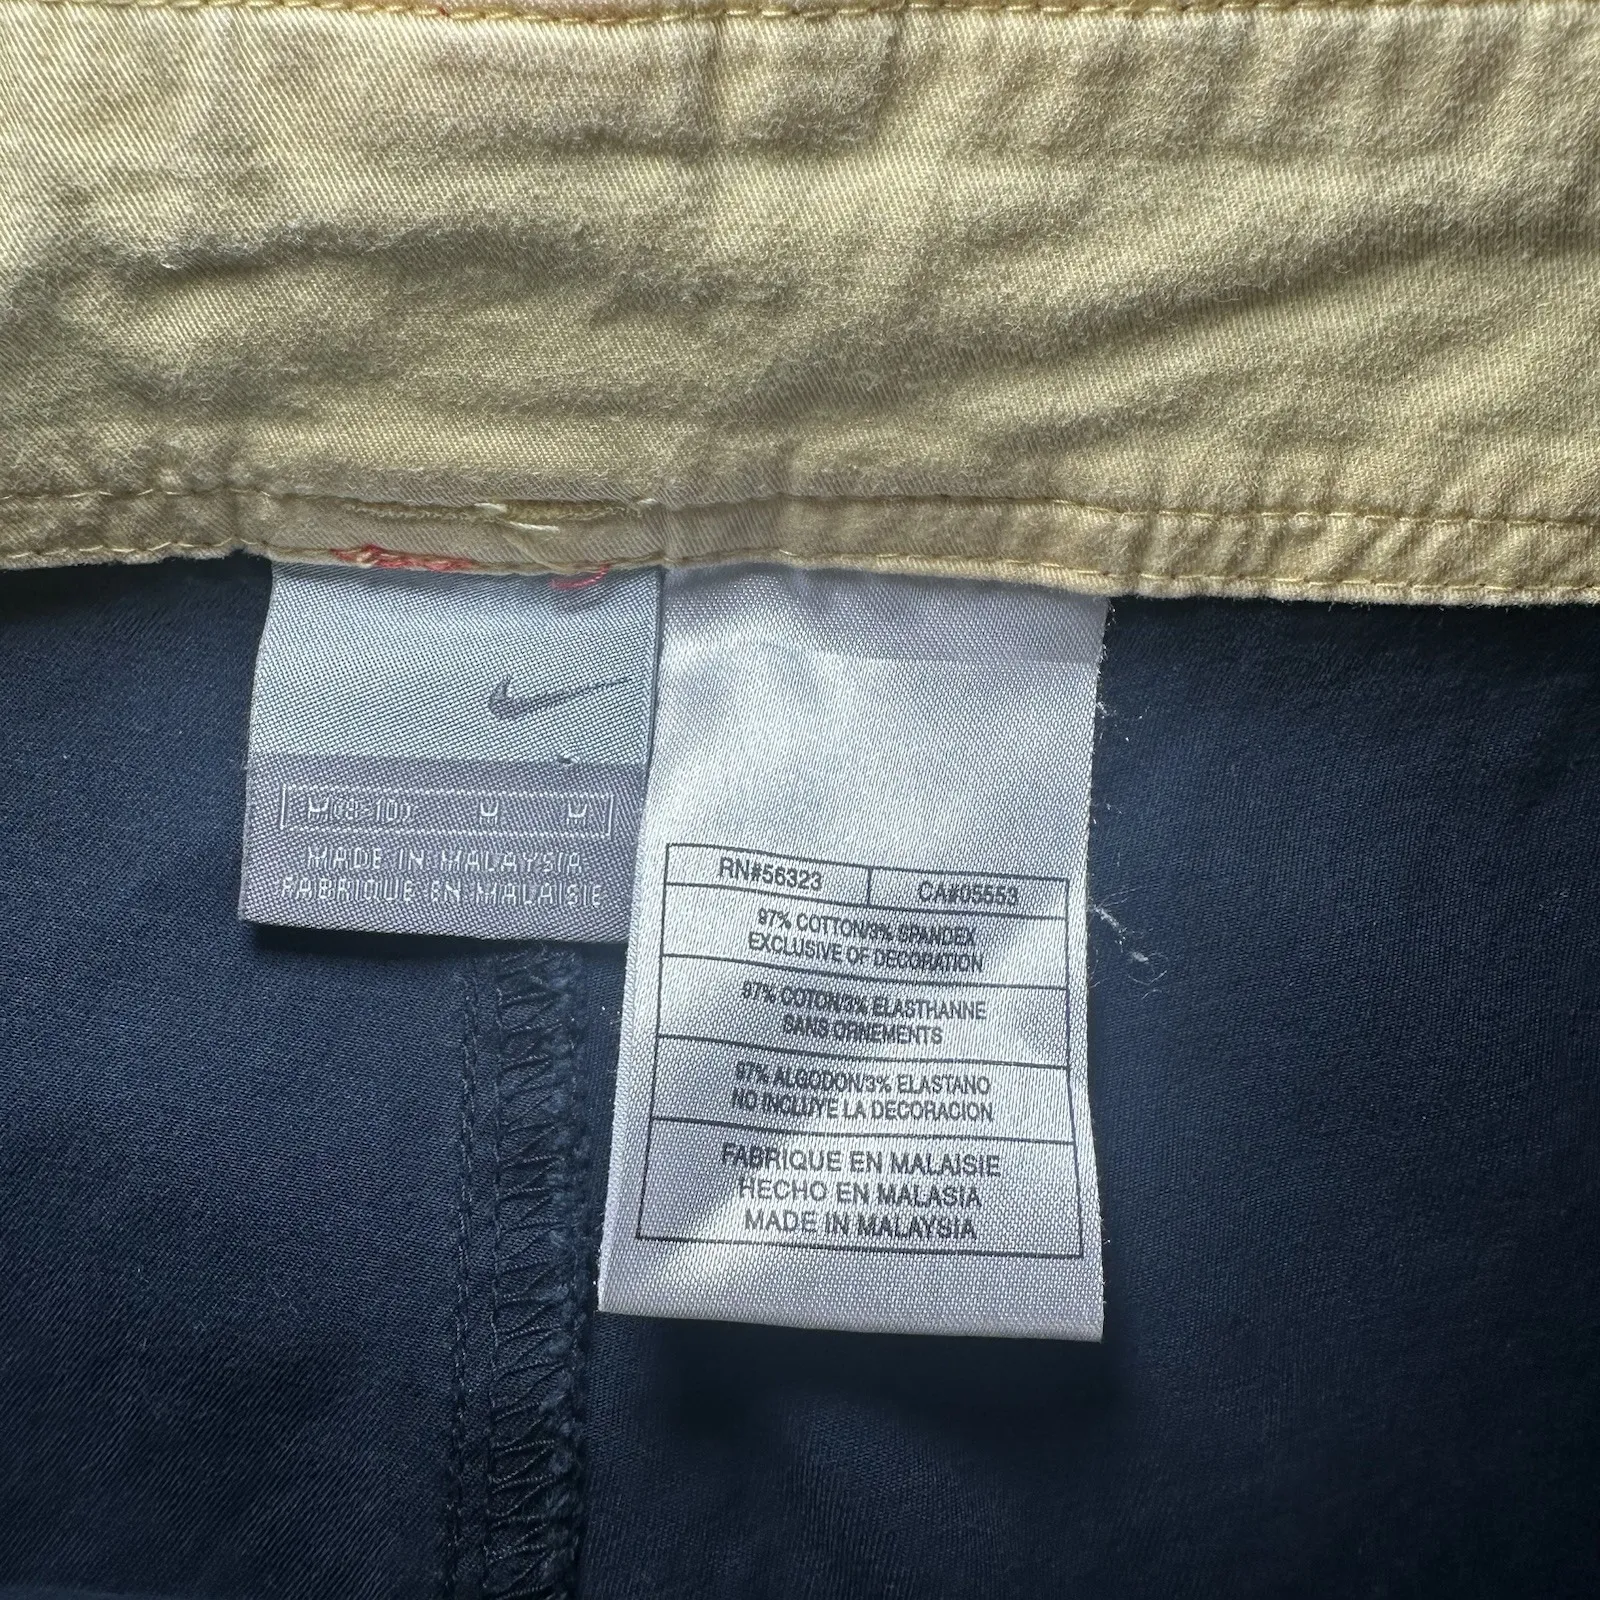 M(8-10) M M
MADE IN MALAYSIA
FABRIQUE EN MALAISIE
RN#56323 CA#05553
97% COTTON/3% SPANDEX
EXCLUSIVE OF DECORATION
97% COTON/3% ELASTHANNE
SANS ORNEMENTS
97% ALGODON/3% ELASTANO
NO INCLUYE LA DECORACION
FABRIQUE EN MALAISIE
HECHO EN MALASIA
MADE IN MALAYSIA